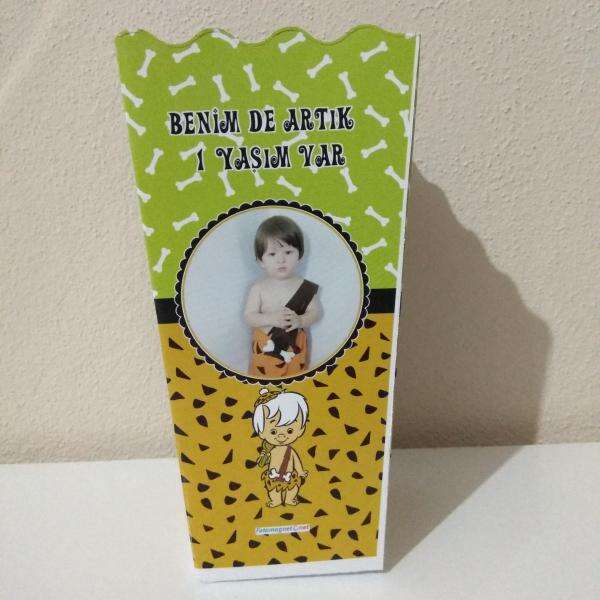 BENİM DE ARTIK
1 YAŞIM VAR